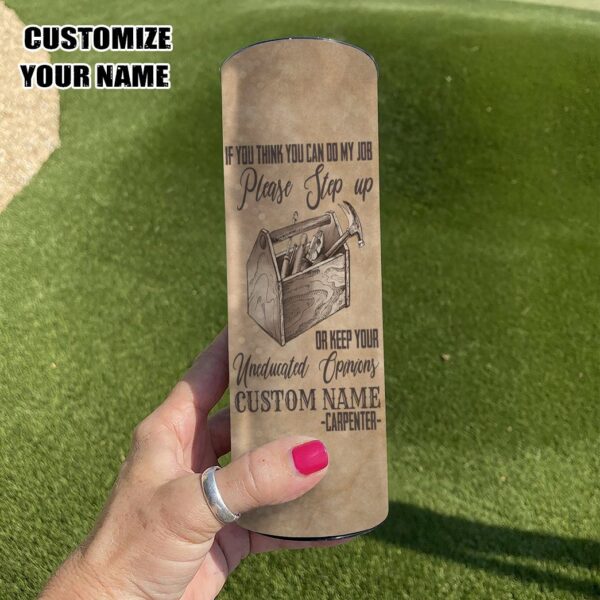 CUSTOMIZE
YOUR NAME
IF YOU THINK YOU CAN DO MY JOB
Please Step up
OR KEEP YOUR
Uneducated Opinions
CUSTOM NAME
-CARPENTER-